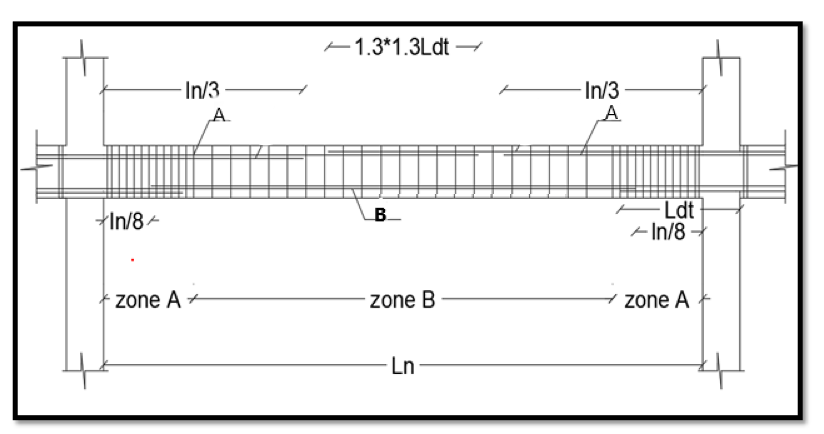 1.3*1.3Ldt
ln/3
ln/3
A
A
B
ln/8
Ldt
ln/8
zone A
zone B
zone A
Ln